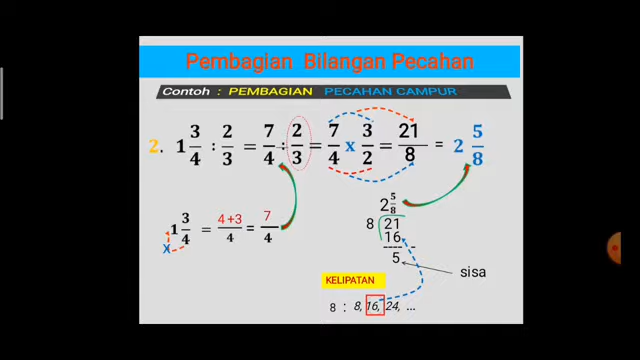 Pembagian Bilangan Pecahan
Contoh : PEMBAGIAN PECAHAN CAMPUR
2. 1 3/4 : 2/3 = 7/4 : 2/3 = 7/4 x 3/2 = 21/8 = 2 5/8
1 3/4 = 4+3/4 = 7/4
X
2 5/8
8 21
16
---- -
5
sisa
KELIPATAN
8 : 8, 16, 24, ...